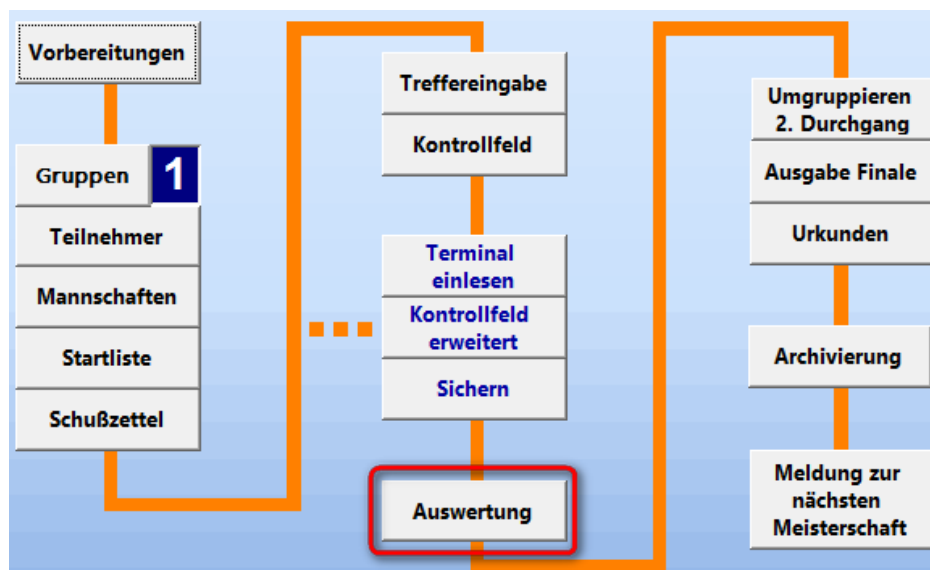 Vorbereitungen
Gruppen 1
Teilnehmer
Mannschaften
Startliste
Schußzettel
Treffereingabe
Kontrollfeld
Terminal
einlesen
Kontrollfeld
erweitert
Sichern
Auswertung
Umgruppieren
2. Durchgang
Ausgabe Finale
Urkunden
Archivierung
Meldung zur
nächsten
Meisterschaft